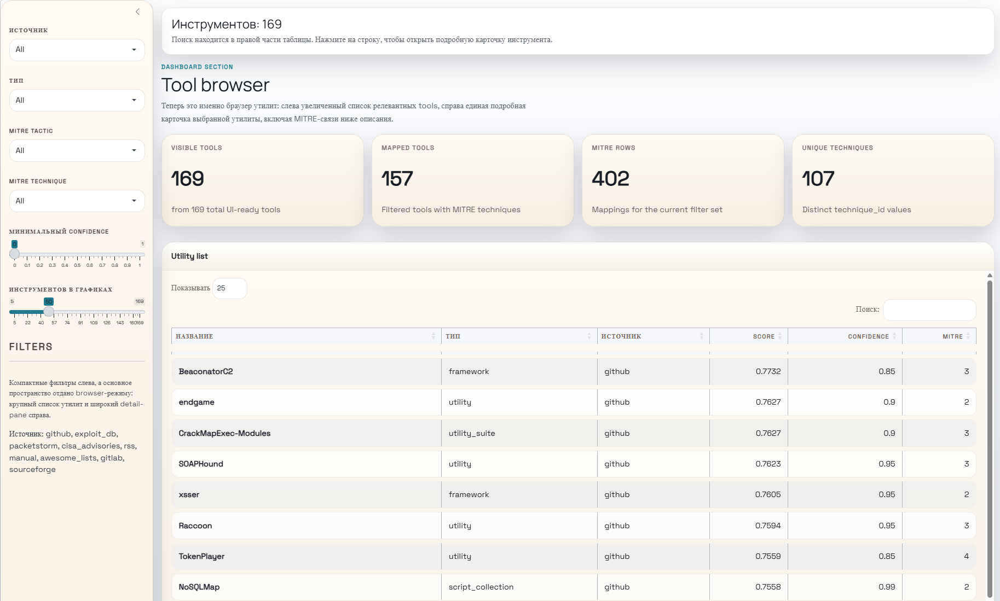 ИСТОЧНИК
All
ТИП
All
MITRE TACTIC
All
MITRE TECHNIQUE
All
МИНИМАЛЬНЫЙ CONFIDENCE
0 1
0 0.1 0.2 0.3 0.4 0.5 0.6 0.7 0.8 0.9 1
ИНСТРУМЕНТОВ В ГРАФИКАХ
5 50 169
5 22 40 57 74 91 109 126 143 160 169
FILTERS
Компактные фильтры слева, а основное
пространство отдано browser-режиму:
крупный список утилит и широкий detail-
pane справа.
Источник: github, exploit_db,
packetstorm, cisa_advisories, rss,
manual, awesome_lists, gitlab,
sourceforge
Инструментов: 169
Поиск находится в правой части таблицы. Нажмите на строку, чтобы открыть подробную карточку инструмента.
DASHBOARD SECTION
Tool browser
Теперь это именно браузер утилит: слева увеличенный список релевантных tools, справа единая подробная
карточка выбранной утилиты, включая MITRE-связи ниже описания.
VISIBLE TOOLS
169
from 169 total UI-ready tools
MAPPED TOOLS
157
Filtered tools with MITRE techniques
MITRE ROWS
402
Mappings for the current filter set
UNIQUE TECHNIQUES
107
Distinct technique_id values
Utility list
Показывать 25
Поиск:
НАЗВАНИЕ ТИП ИСТОЧНИК SCORE CONFIDENCE MITRE
BeaconatorC2 framework github 0.7732 0.85 3
endgame utility github 0.7627 0.9 2
CrackMapExec-Modules utility_suite github 0.7627 0.9 3
SOAPHound utility github 0.7623 0.95 3
xsser framework github 0.7605 0.95 2
Raccoon utility github 0.7594 0.95 3
TokenPlayer utility github 0.7559 0.85 4
NoSQLMap script_collection github 0.7558 0.99 2